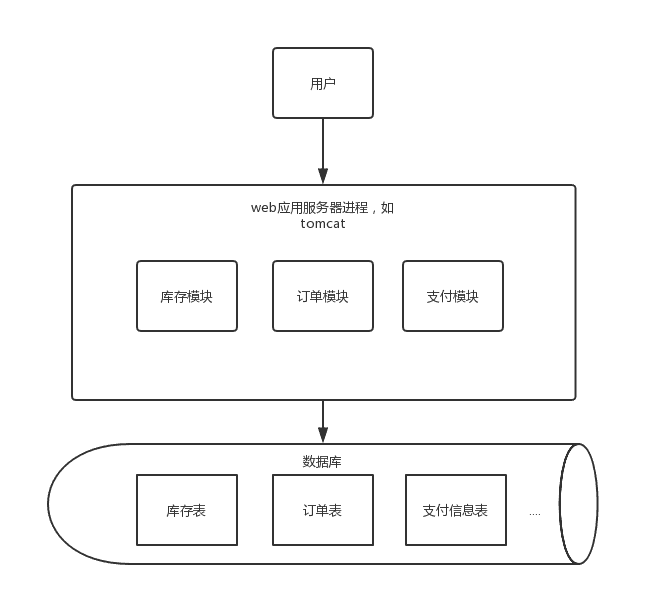 用户
web应用服务器进程，如
tomcat
库存模块
订单模块
支付模块
数据库
库存表
订单表
支付信息表
....